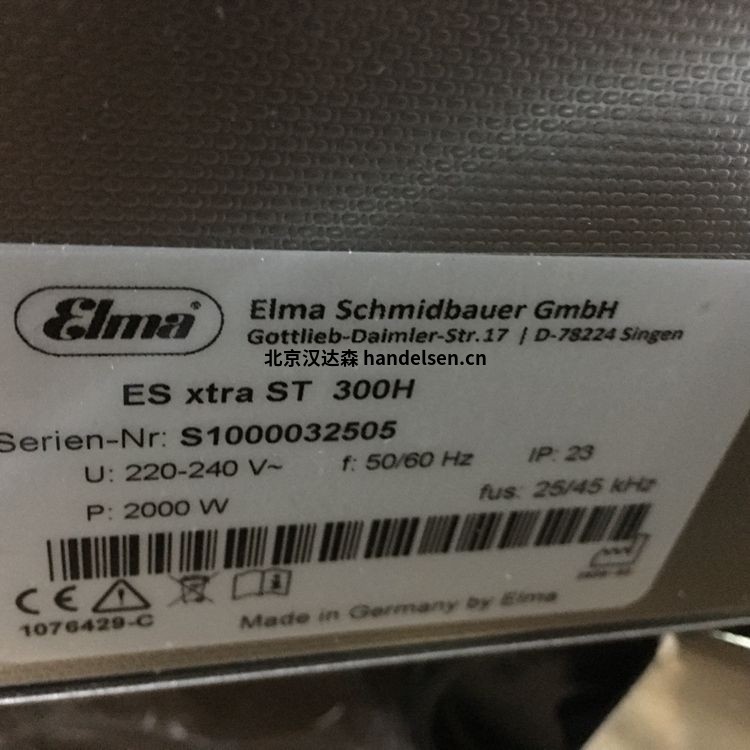 Elma® Elma Schmidbauer GmbH
Gottlieb-Daimler-Str.17 | D-78224 Singen
北京汉达森 handelsen.cn
ES xtra ST 300H
Serien-Nr: S1000032505
U: 220-240 V~ f: 50/60 Hz IP: 23
P: 2000 W fus: 25/45 kHz
CE
1076429-C Made in Germany by Elma